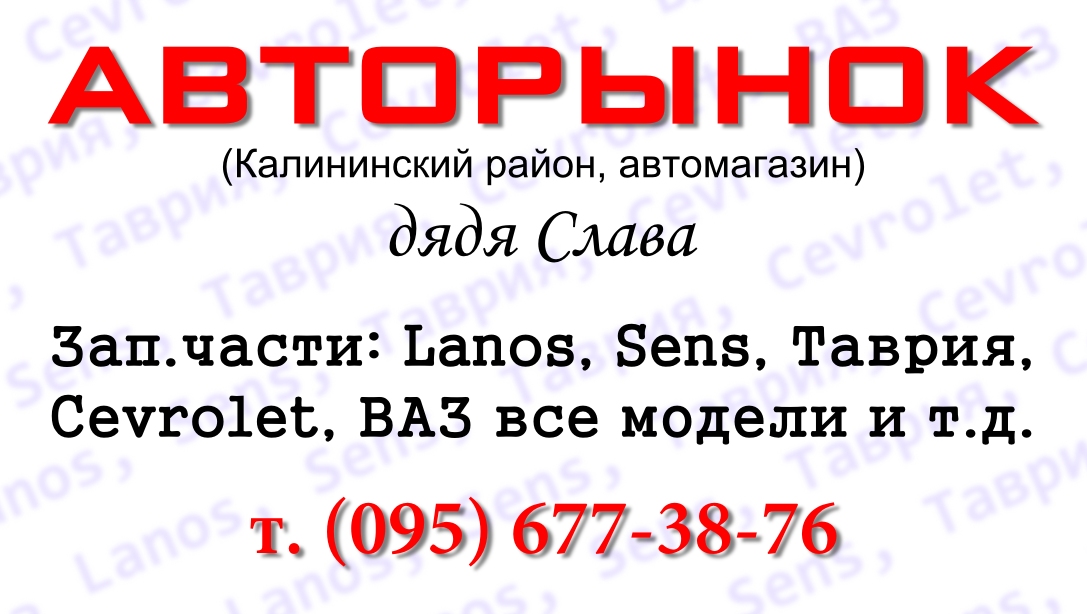 АВТОРЫНОК
(Калининский район, автомагазин)
дядя Слава
Зап.части: Lanos, Sens, Таврия,
Cevrolet, ВАЗ все модели и т.д.
т. (095) 677-38-76